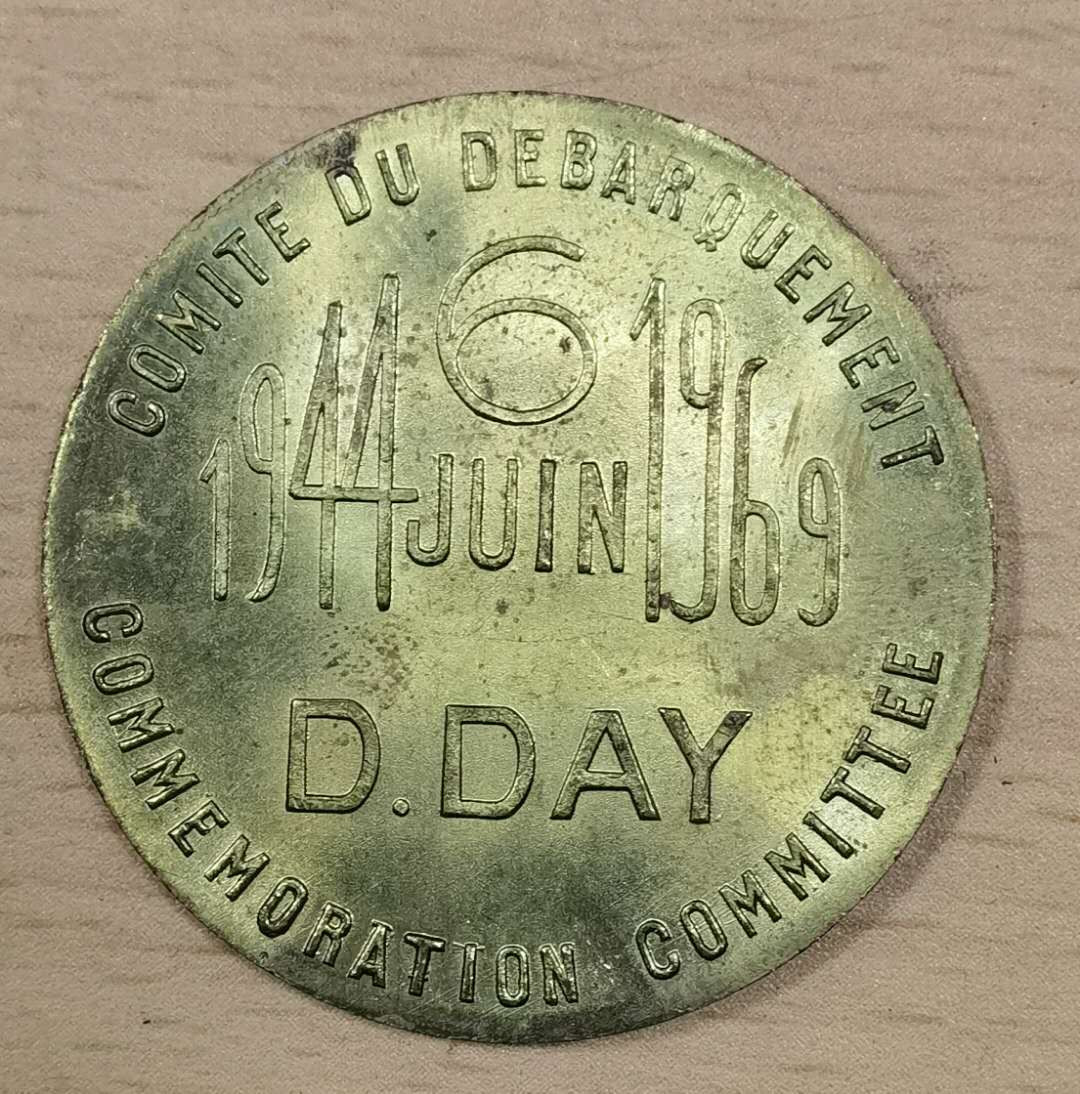 COMITE DU DEBARQUEMENT
6
1944 JUIN 1969
D.DAY
COMMEMORATION COMMITTEE